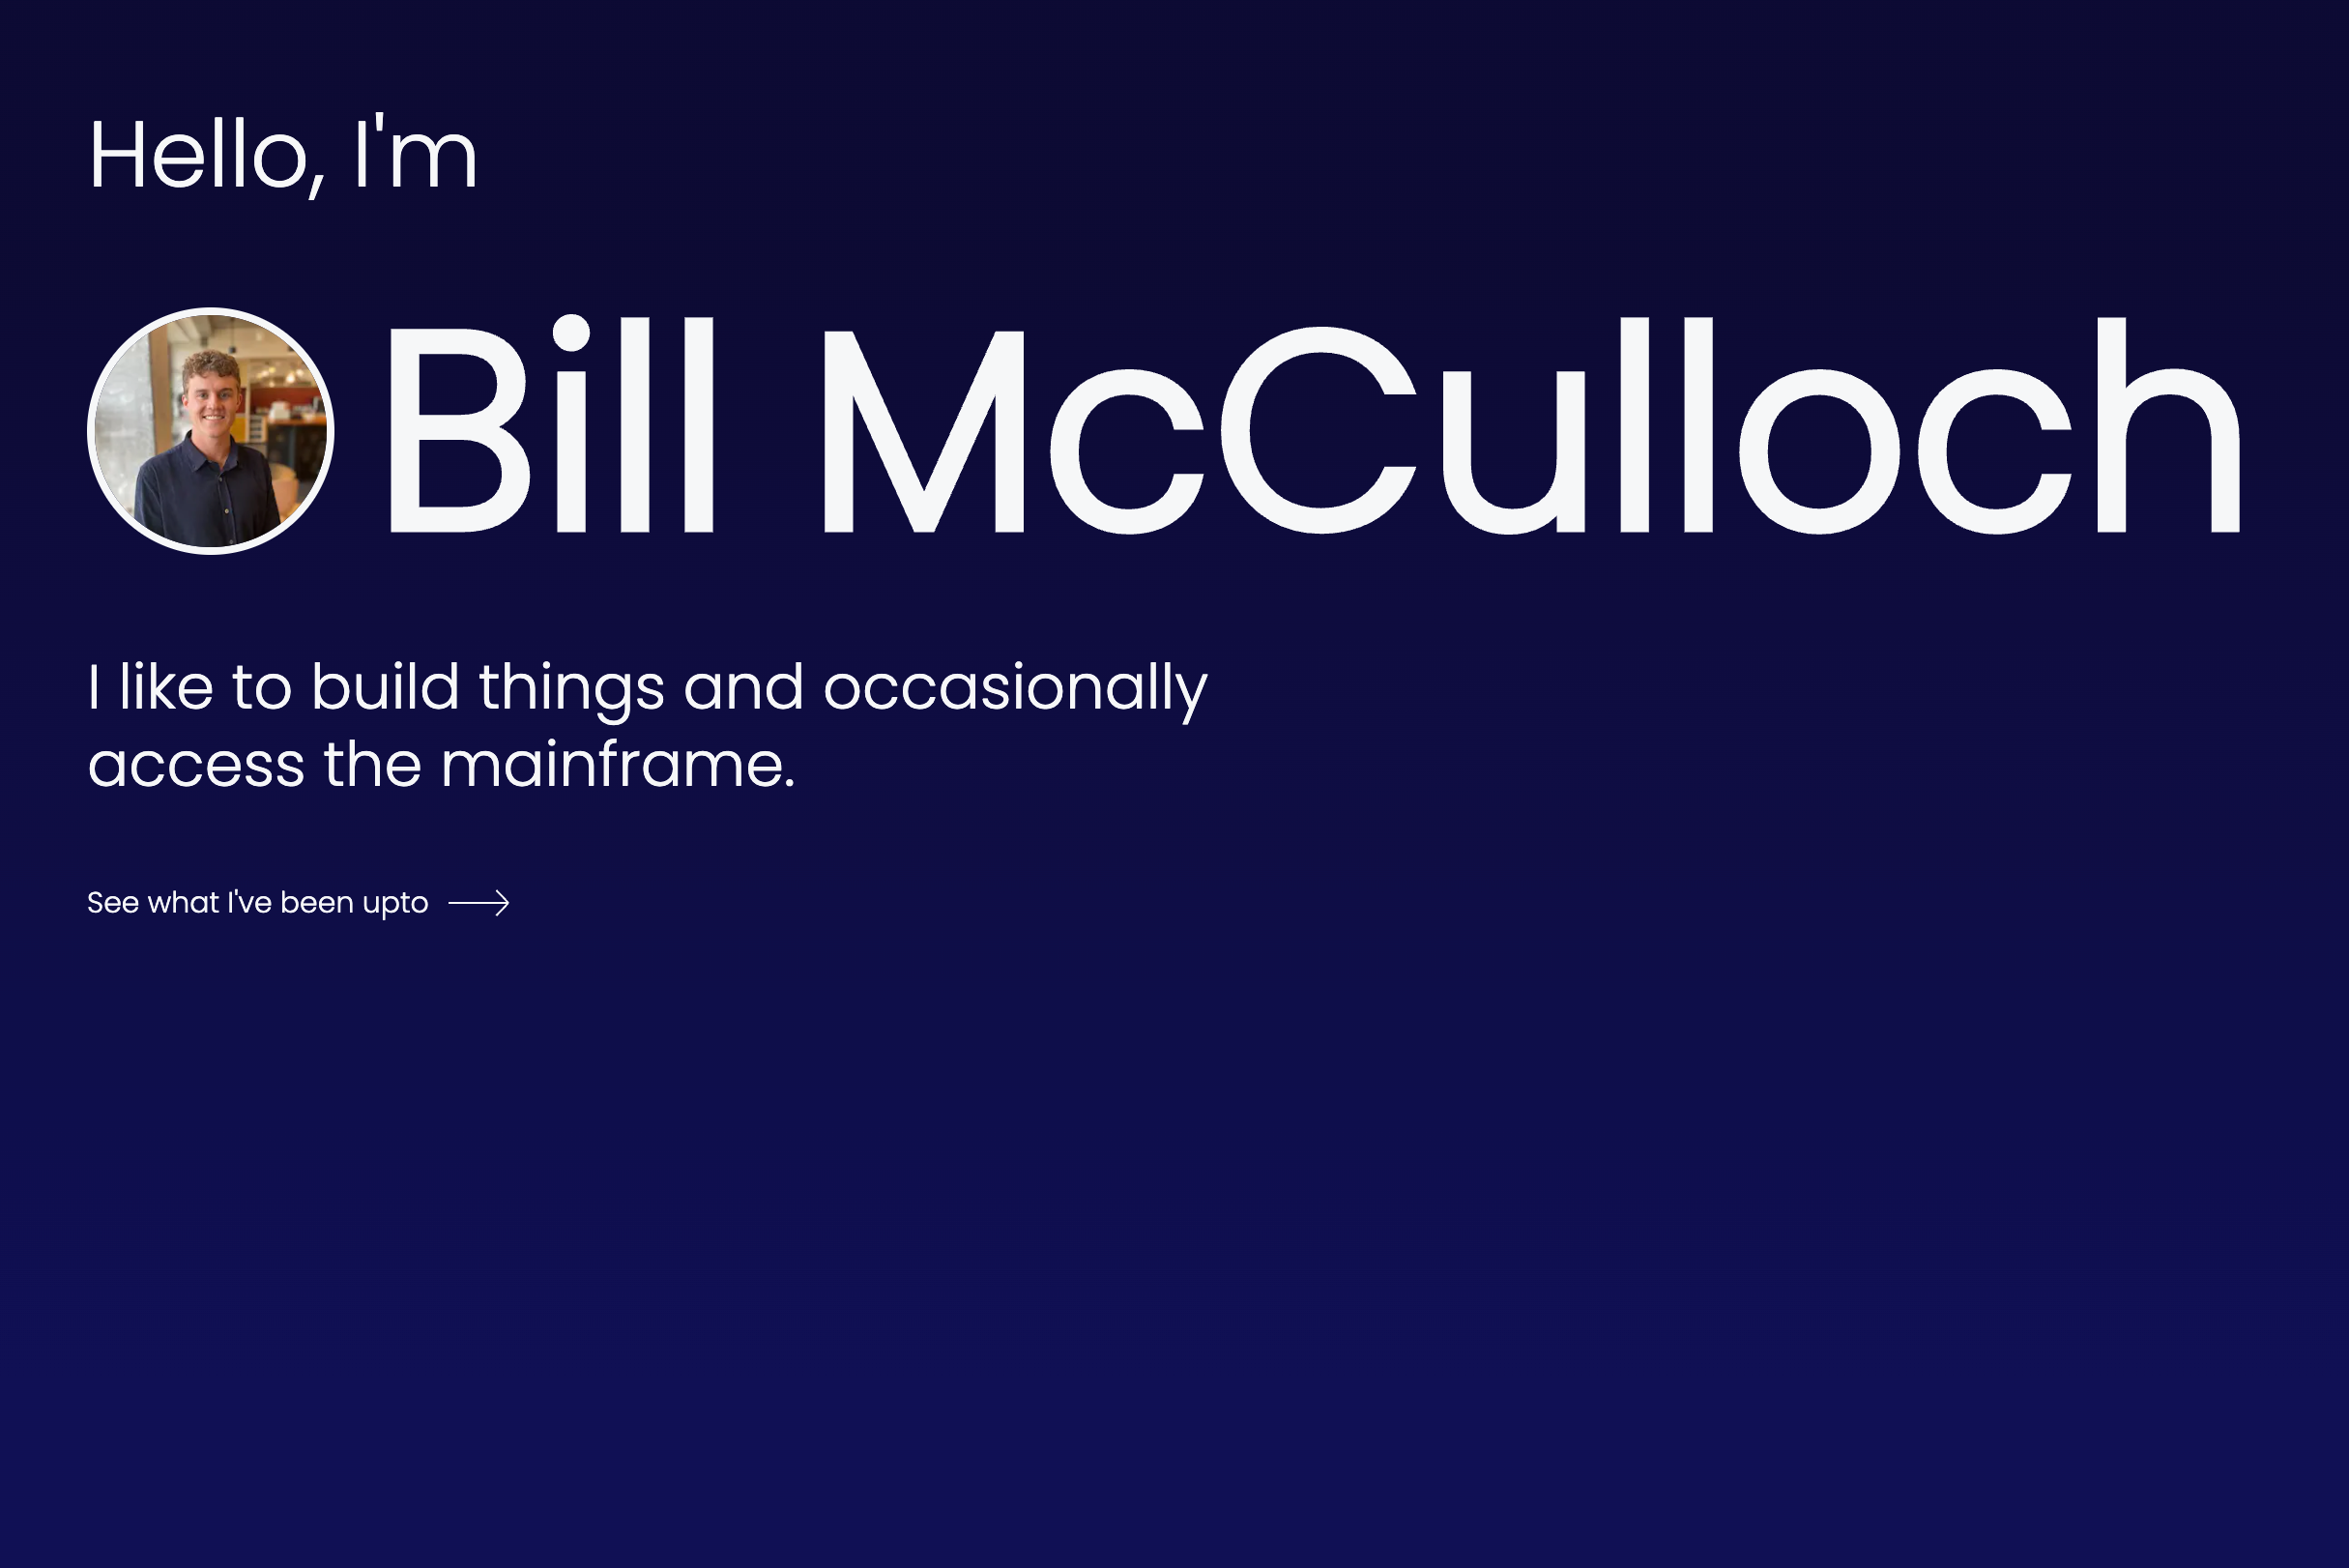 Hello, I'm
Bill McCulloch
I like to build things and occasionally
access the mainframe.
See what I've been upto